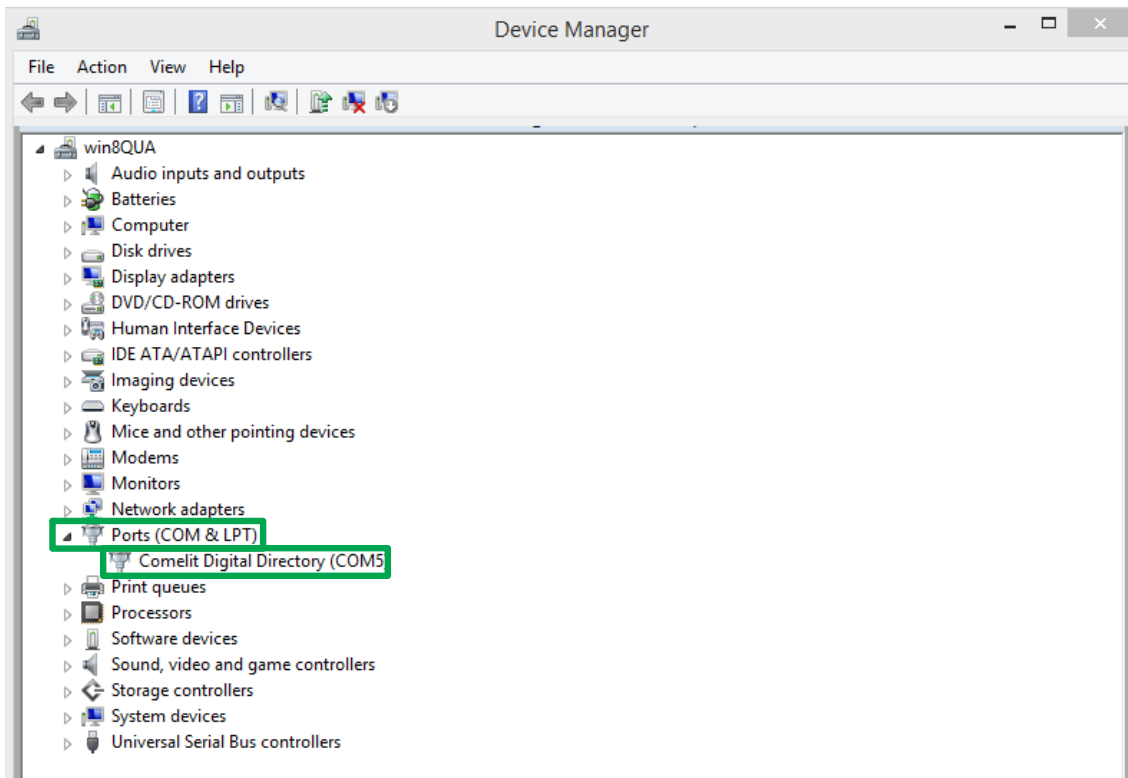 Device Manager
File Action View Help
win8QUA
Audio inputs and outputs
Batteries
Computer
Disk drives
Display adapters
DVD/CD-ROM drives
Human Interface Devices
IDE ATA/ATAPI controllers
Imaging devices
Keyboards
Mice and other pointing devices
Modems
Monitors
Network adapters
Ports (COM & LPT)
Comelit Digital Directory (COM5
Print queues
Processors
Software devices
Sound, video and game controllers
Storage controllers
System devices
Universal Serial Bus controllers